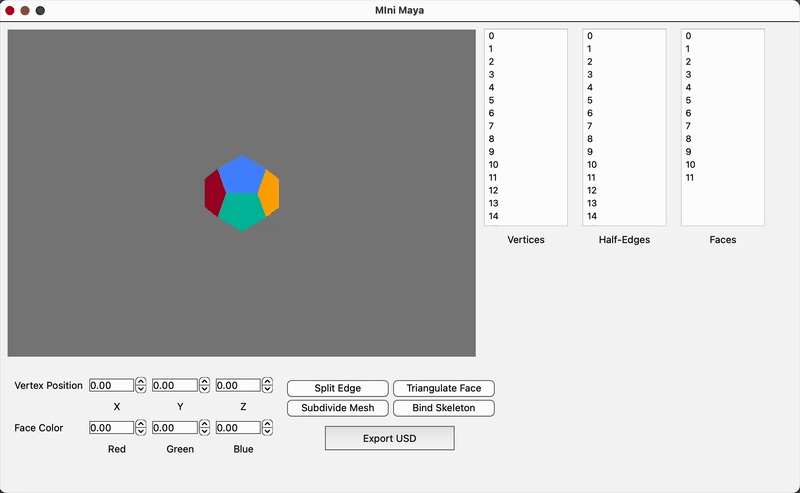 MIni Maya
0 0 0
1 1 1
2 2 2
3 3 3
4 4 4
5 5 5
6 6 6
7 7 7
8 8 8
9 9 9
10 10 10
11 11 11
12 12
13 13
14 14
Vertices Half-Edges Faces
Vertex Position 0.00 0.00 0.00 Split Edge Triangulate Face
X Y Z Subdivide Mesh Bind Skeleton
Face Color 0.00 0.00 0.00 Export USD
Red Green Blue